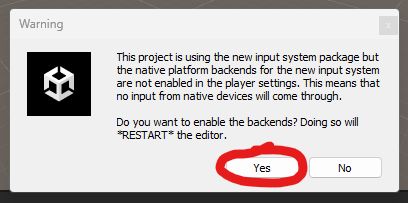 Warning
This project is using the new input system package but
the native platform backends for the new input system
are not enabled in the player settings. This means that
no input from native devices will come through.
Do you want to enable the backends? Doing so will
*RESTART* the editor.
Yes
No